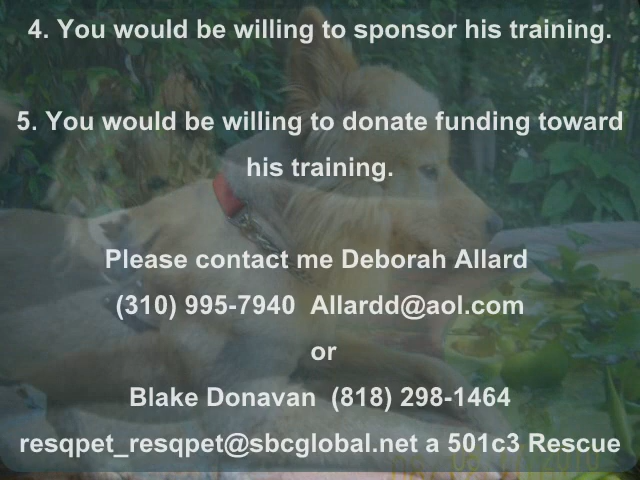 4. You would be willing to sponsor his training.
5. You would be willing to donate funding toward
his training.
Please contact me Deborah Allard
(310) 995-7940  Allardd@aol.com
or
Blake Donavan  (818) 298-1464
resqpet_resqpet@sbcglobal.net a 501c3 Rescue